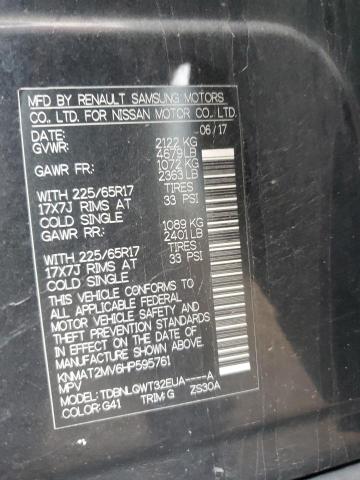 MFD BY RENAULT SAMSUNG MOTORS
CO., LTD. FOR NISSAN MOTOR CO., LTD.
DATE: 06/17
GVWR: 2122 KG
4679 LB
GAWR FR: 1072 KG
2363 LB
WITH 225/65R17 TIRES
17X7J RIMS AT 33 PSI
COLD SINGLE
GAWR RR: 1089 KG
2401 LB
WITH 225/65R17 TIRES
17X7J RIMS AT 33 PSI
COLD SINGLE
THIS VEHICLE CONFORMS TO
ALL APPLICABLE FEDERAL
MOTOR VEHICLE SAFETY AND
THEFT PREVENTION STANDARDS
IN EFFECT ON THE DATE OF
MANUFACTURE SHOWN ABOVE.
KNMAT2MV6HP595761
MPV
MODEL: TDBNLQWT32EUA----A
COLOR: G41 TRIM: G ZS30A